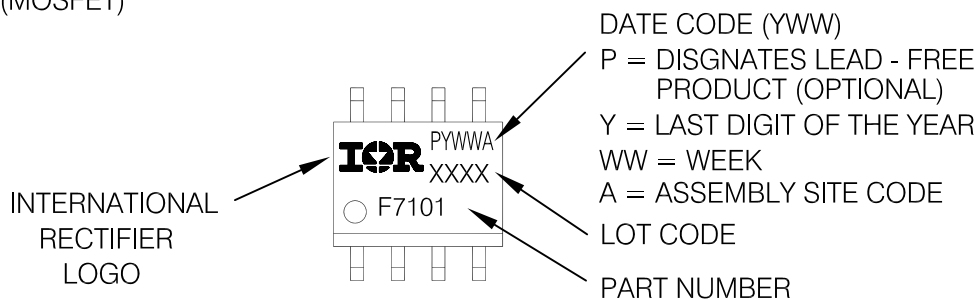 (MOSFET)
DATE CODE (YWW)
P = DISGNATES LEAD - FREE
PRODUCT (OPTIONAL)
Y = LAST DIGIT OF THE YEAR
WW = WEEK
A = ASSEMBLY SITE CODE
LOT CODE
PART NUMBER
IOR
PYWWA
XXXX
F7101
INTERNATIONAL
RECTIFIER
LOGO